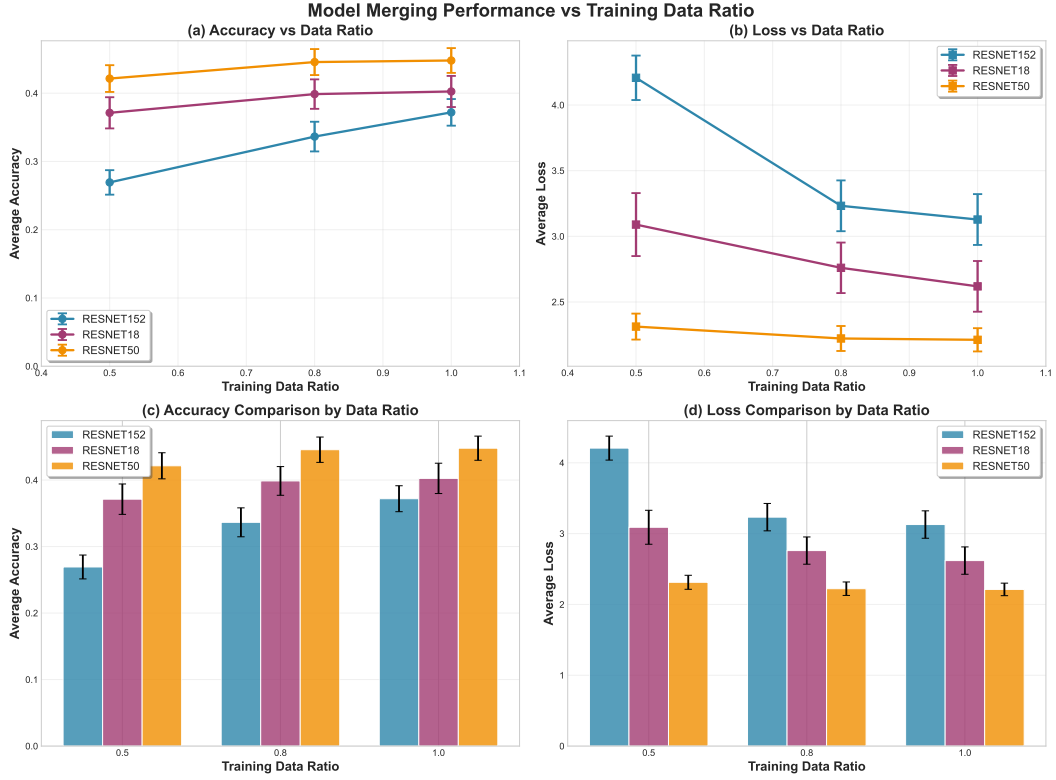 Model Merging Performance vs Training Data Ratio
(a) Accuracy vs Data Ratio
Average Accuracy
0.4
0.3
0.2
0.1
0.0
RESNET152
RESNET18
RESNET50
0.4 0.5 0.6 0.7 0.8 0.9 1.0 1.1
Training Data Ratio
(b) Loss vs Data Ratio
Average Loss
4.0
3.5
3.0
2.5
RESNET152
RESNET18
RESNET50
0.4 0.5 0.6 0.7 0.8 0.9 1.0 1.1
Training Data Ratio
(c) Accuracy Comparison by Data Ratio
Average Accuracy
RESNET152
RESNET18
RESNET50
0.4
0.3
0.2
0.1
0.0
0.5 0.8 1.0
Training Data Ratio
(d) Loss Comparison by Data Ratio
Average Loss
RESNET152
RESNET18
RESNET50
4
3
2
1
0
0.5 0.8 1.0
Training Data Ratio